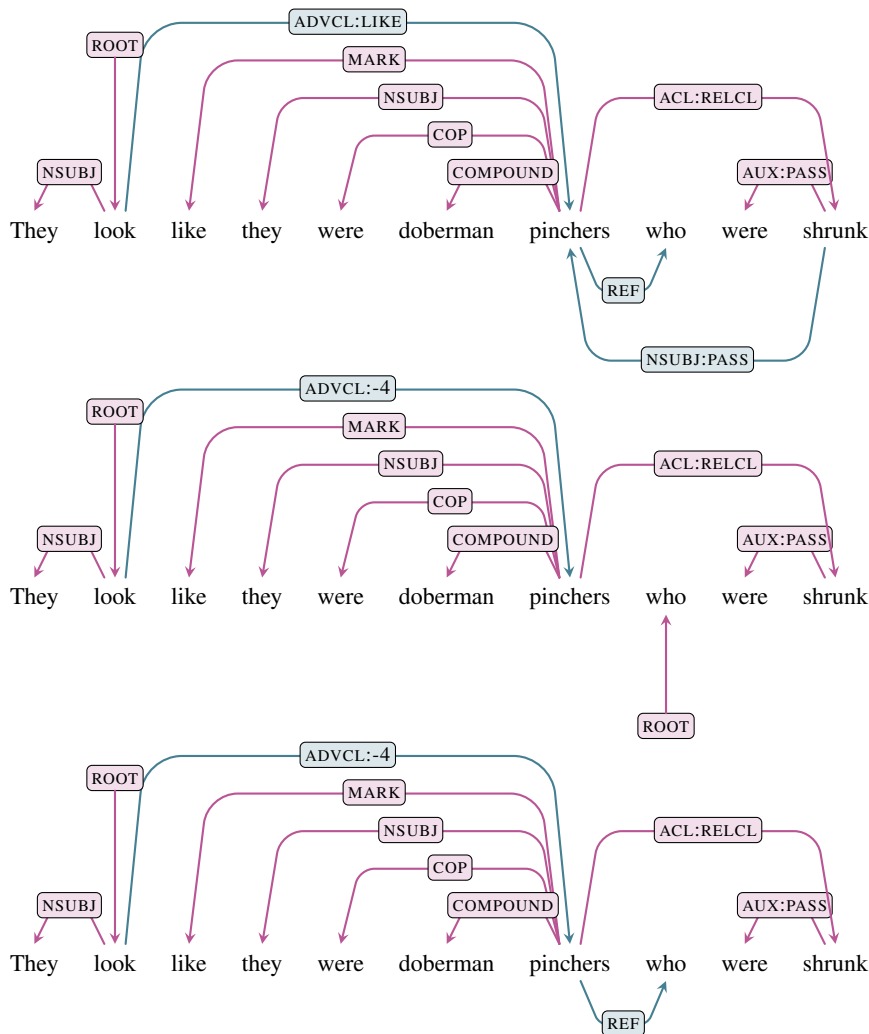 ADVCL:LIKE
ROOT
MARK
NSUBJ
ACL:RELCL
COP
NSUBJ
COMPOUND
AUX:PASS
They look like they were doberman pinchers who were shrunk
REF
NSUBJ:PASS
ADVCL:-4
ROOT
MARK
NSUBJ
ACL:RELCL
COP
NSUBJ
COMPOUND
AUX:PASS
They look like they were doberman pinchers who were shrunk
ROOT
ADVCL:-4
ROOT
MARK
NSUBJ
ACL:RELCL
COP
NSUBJ
COMPOUND
AUX:PASS
They look like they were doberman pinchers who were shrunk
REF